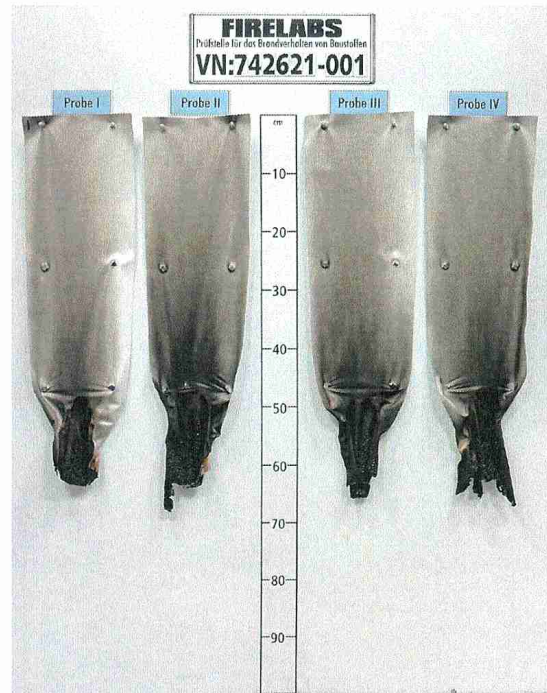 FIRELABS
Prüfstelle für das Brandverhalten von Baustoffen
VN:742621-001
Probe I
Probe II
Probe III
Probe IV
cm
10
20
30
40
50
60
70
80
90